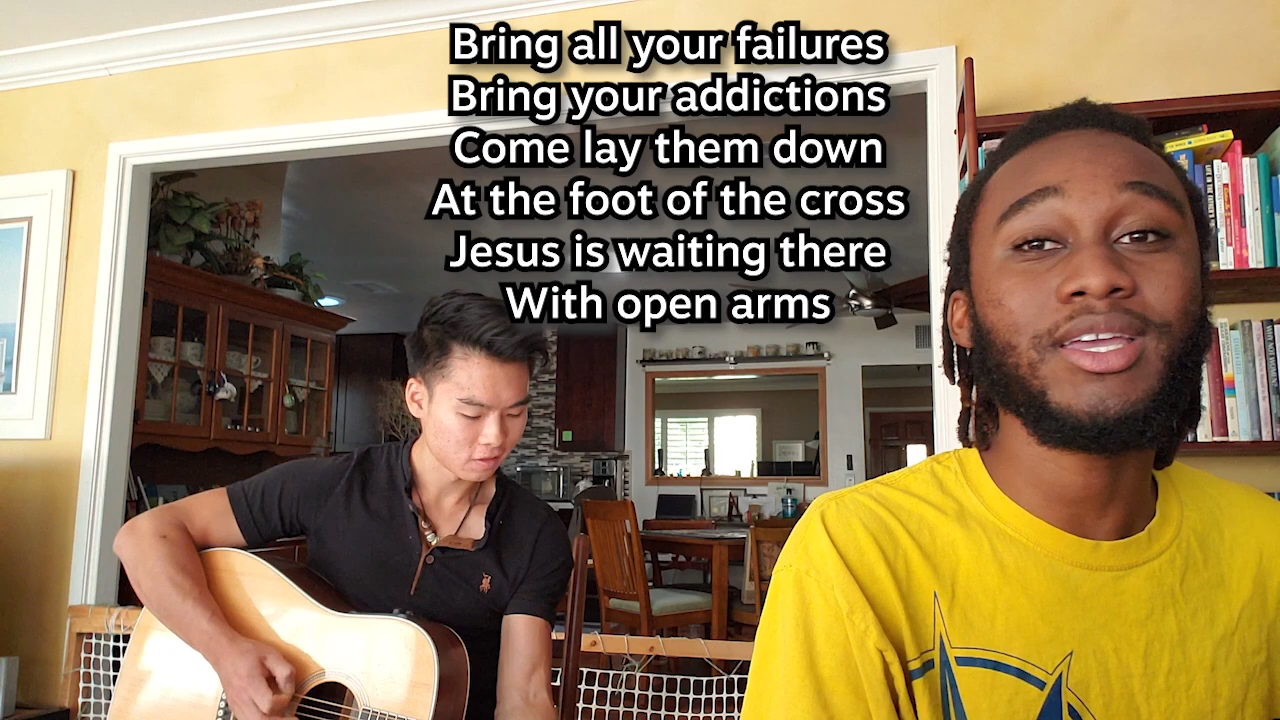 Bring all your failures
Bring your addictions
Come lay them down
At the foot of the cross
Jesus is waiting there
With open arms